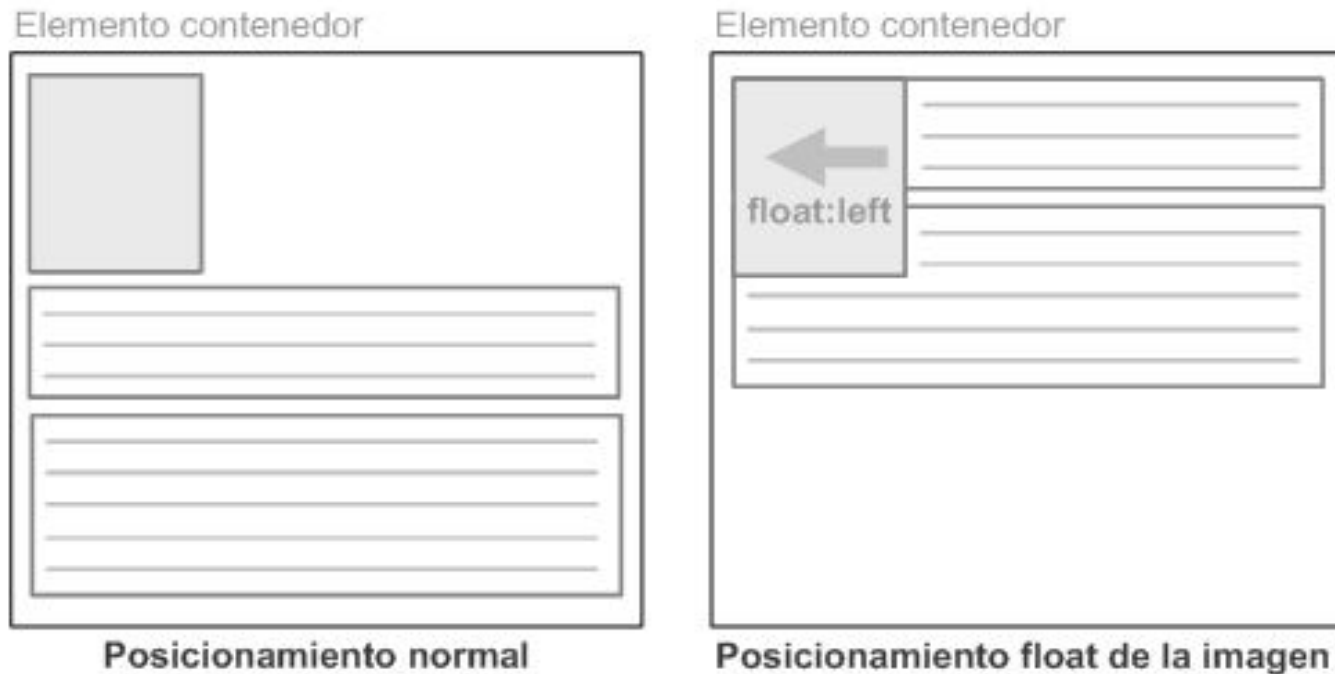 Elemento contenedor
Elemento contenedor
float:left
Posicionamiento normal
Posicionamiento float de la imagen